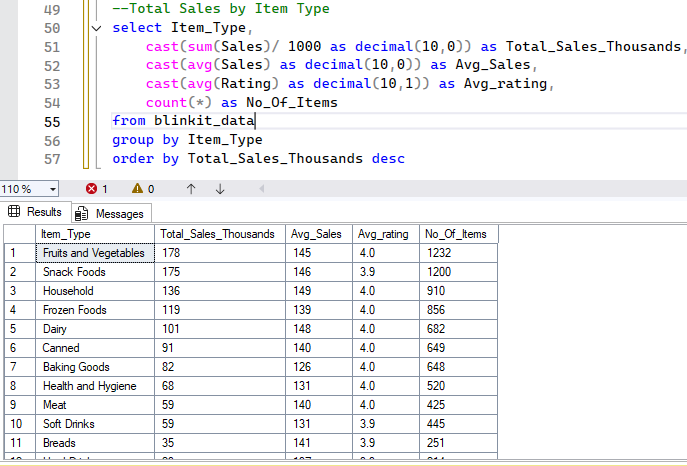 49 --Total Sales by Item Type
50 select Item_Type,
51 cast(sum(Sales)/ 1000 as decimal(10,0)) as Total_Sales_Thousands,
52 cast(avg(Sales) as decimal(10,0)) as Avg_Sales,
53 cast(avg(Rating) as decimal(10,1)) as Avg_rating,
54 count(*) as No_Of_Items
55 from blinkit_data
56 group by Item_Type
57 order by Total_Sales_Thousands desc
110 % 1 0
Results Messages
Item_Type Total_Sales_Thousands Avg_Sales Avg_rating No_Of_Items
1 Fruits and Vegetables 178 145 4.0 1232
2 Snack Foods 175 146 3.9 1200
3 Household 136 149 4.0 910
4 Frozen Foods 119 139 4.0 856
5 Dairy 101 148 4.0 682
6 Canned 91 140 4.0 649
7 Baking Goods 82 126 4.0 648
8 Health and Hygiene 68 131 4.0 520
9 Meat 59 140 4.0 425
10 Soft Drinks 59 131 3.9 445
11 Breads 35 141 3.9 251